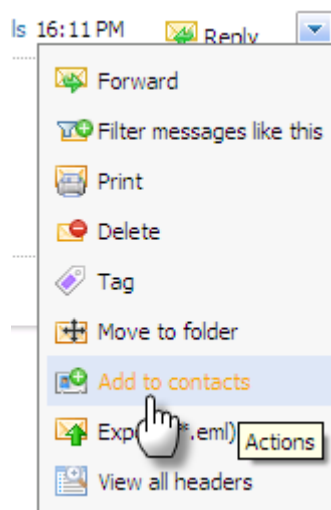 ls 16:11 PM Reply
Forward
Filter messages like this
Print
Delete
Tag
Move to folder
Add to contacts
*.eml)
Actions
View all headers